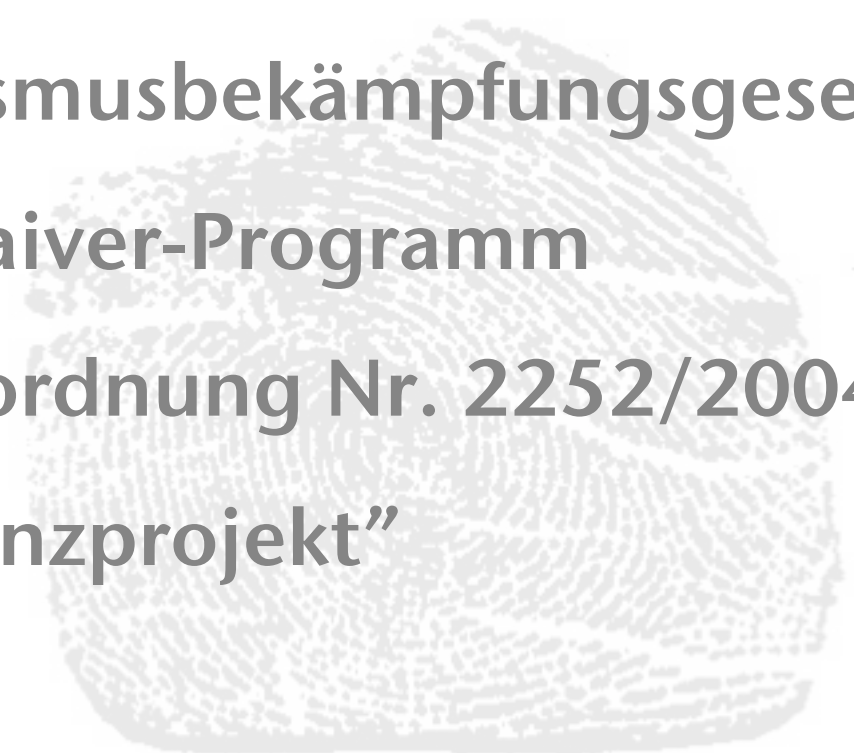 smusbekämpfungsgese
aiver-Programm
ordnung Nr. 2252/2004
nzprojekt”